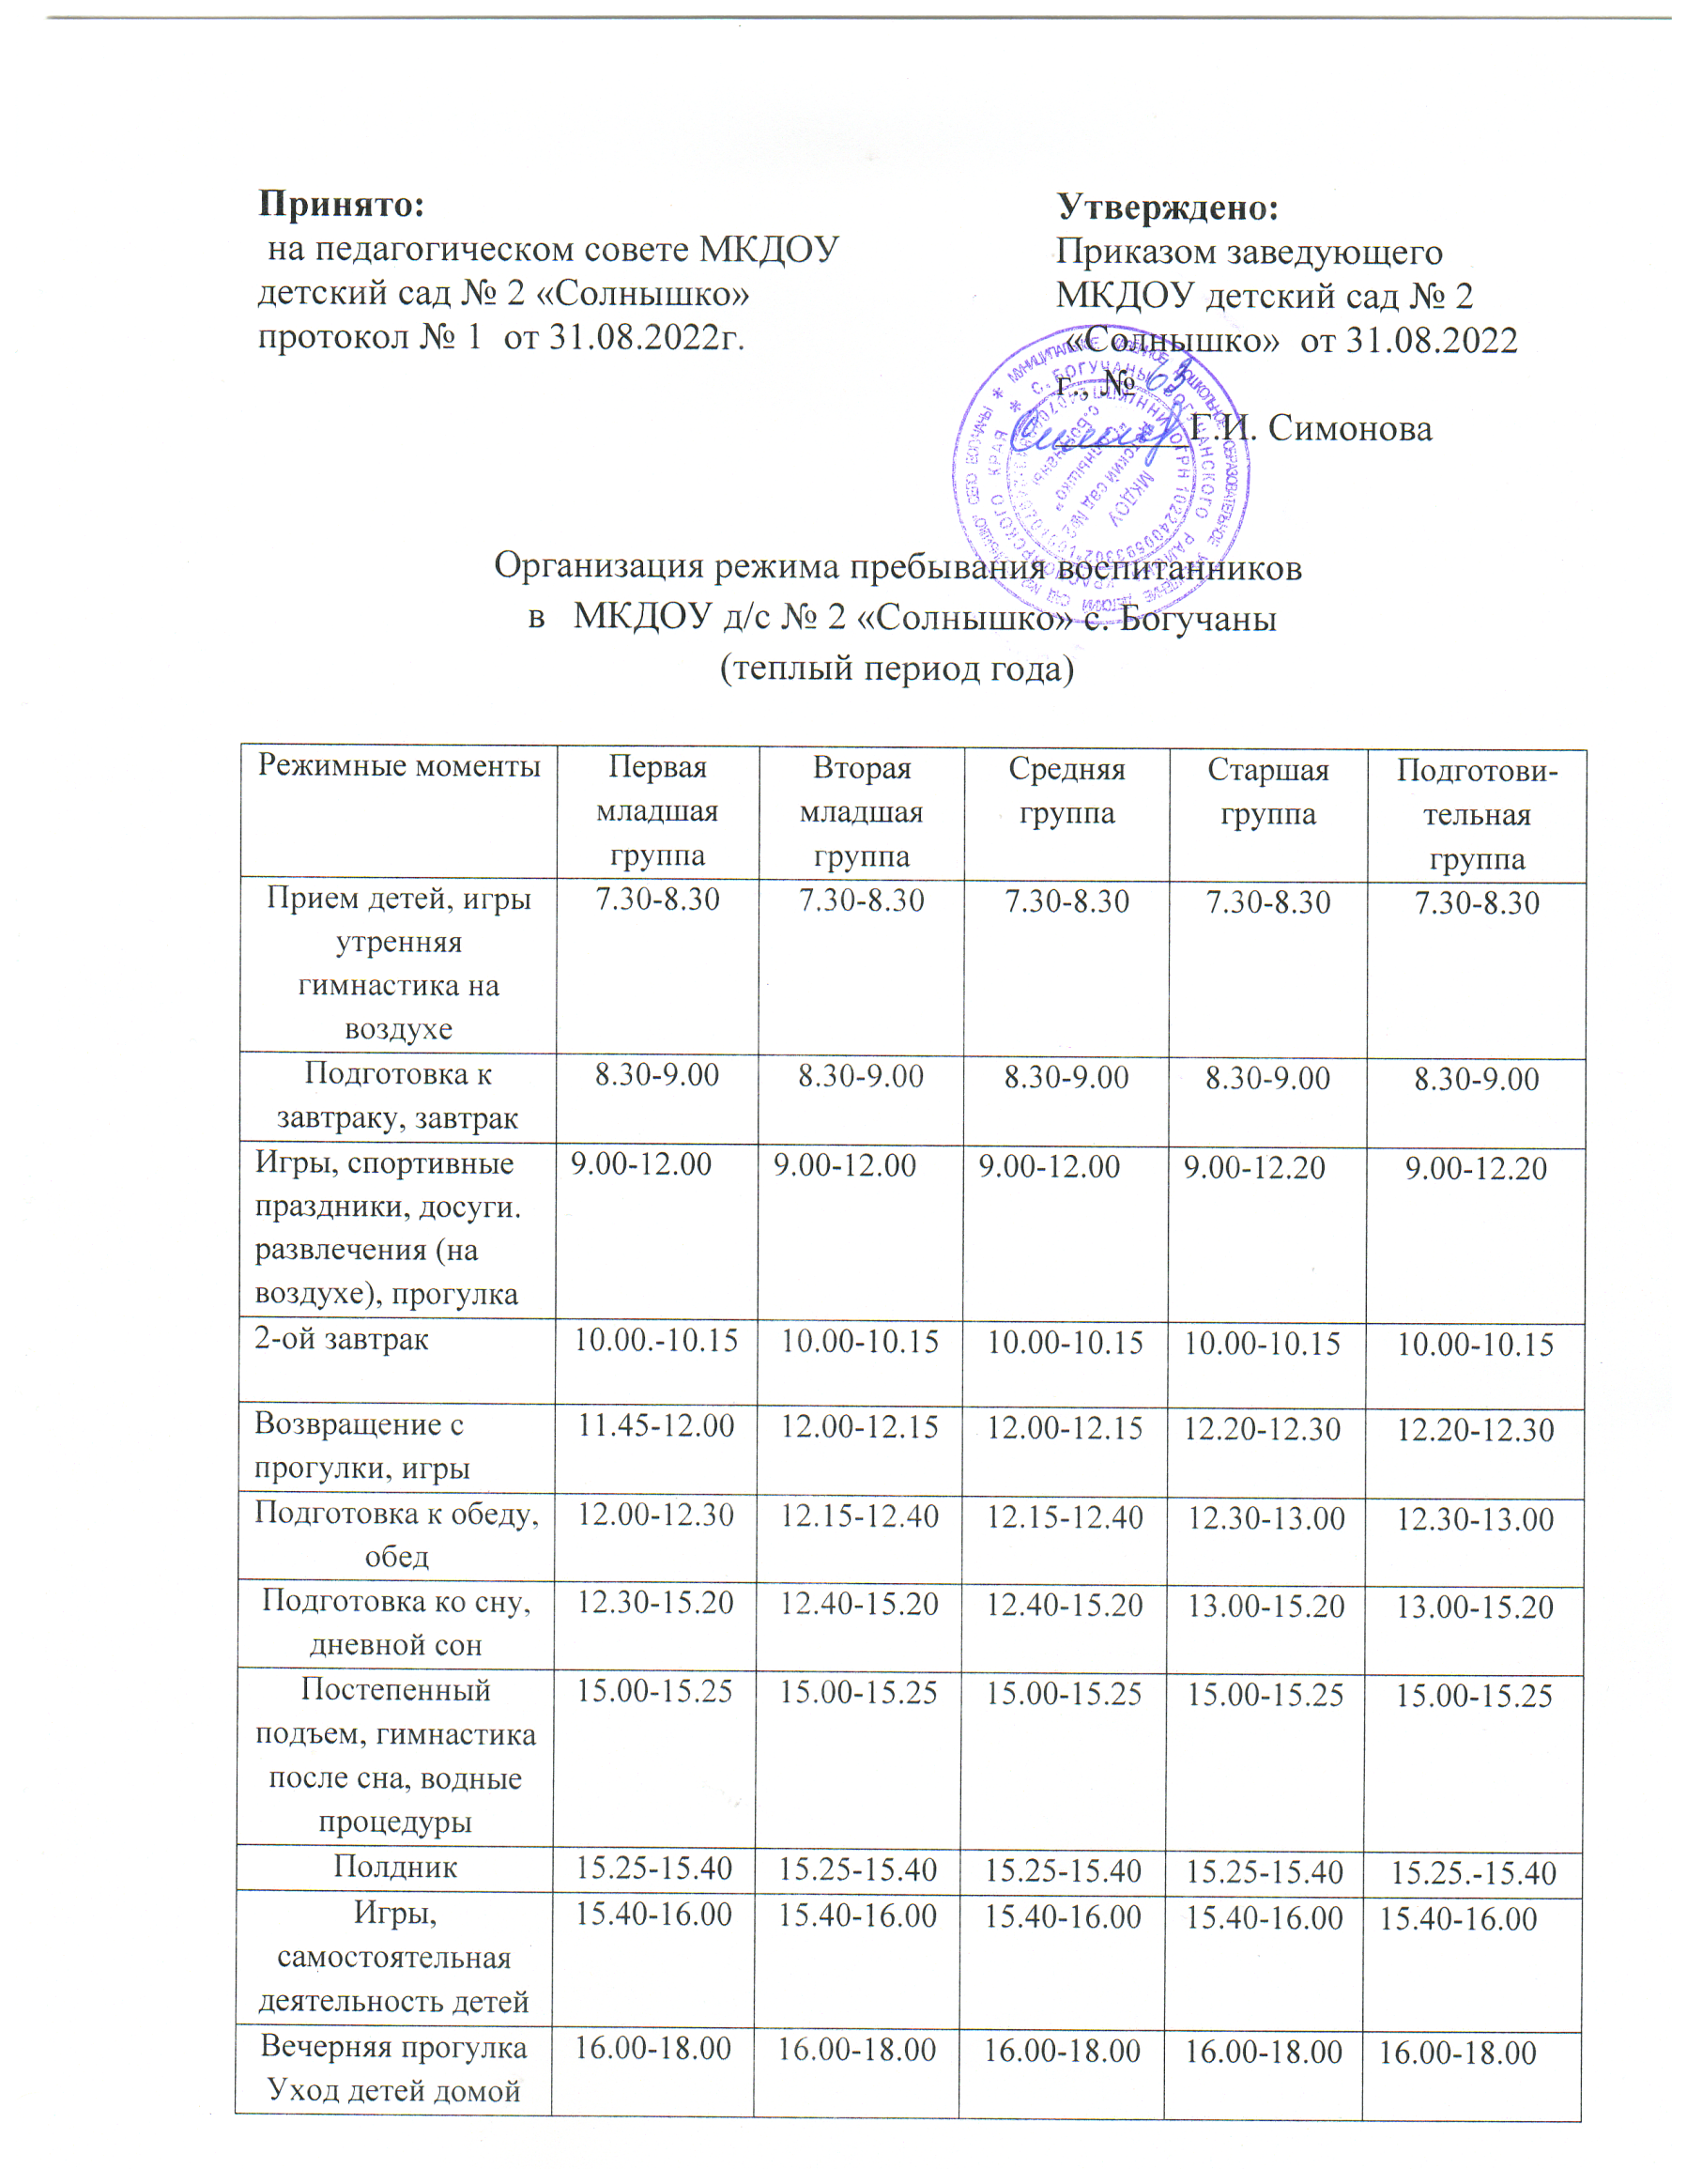 Принято:
на педагогическом совете МКДОУ
детский сад № 2 «Солнышко»
протокол № 1 от 31.08.2022г.
Утверждено:
Приказом заведующего
МКДОУ детский сад № 2
«Солнышко» от 31.08.2022
г., № 63
Г.И. Симонова
Организация режима пребывания воспитанников
в МКДОУ д/с № 2 «Солнышко» с. Богучаны
(теплый период года)
Режимные моменты
Первая
младшая
группа
Вторая
младшая
группа
Средняя
группа
Старшая
группа
Подготови-
тельная
группа
Прием детей, игры
утренняя
гимнастика на
воздухе
7.30-8.30
7.30-8.30
7.30-8.30
7.30-8.30
7.30-8.30
Подготовка к
завтраку, завтрак
8.30-9.00
8.30-9.00
8.30-9.00
8.30-9.00
8.30-9.00
Игры, спортивные
праздники, досуги.
развлечения (на
воздухе), прогулка
9.00-12.00
9.00-12.00
9.00-12.00
9.00-12.20
9.00-12.20
2-ой завтрак
10.00.-10.15
10.00-10.15
10.00-10.15
10.00-10.15
10.00-10.15
Возвращение с
прогулки, игры
11.45-12.00
12.00-12.15
12.00-12.15
12.20-12.30
12.20-12.30
Подготовка к обеду,
обед
12.00-12.30
12.15-12.40
12.15-12.40
12.30-13.00
12.30-13.00
Подготовка ко сну,
дневной сон
12.30-15.20
12.40-15.20
12.40-15.20
13.00-15.20
13.00-15.20
Постепенный
подъем, гимнастика
после сна, водные
процедуры
15.00-15.25
15.00-15.25
15.00-15.25
15.00-15.25
15.00-15.25
Полдник
15.25-15.40
15.25-15.40
15.25-15.40
15.25-15.40
15.25.-15.40
Игры,
самостоятельная
деятельность детей
15.40-16.00
15.40-16.00
15.40-16.00
15.40-16.00
15.40-16.00
Вечерняя прогулка
Уход детей домой
16.00-18.00
16.00-18.00
16.00-18.00
16.00-18.00
16.00-18.00